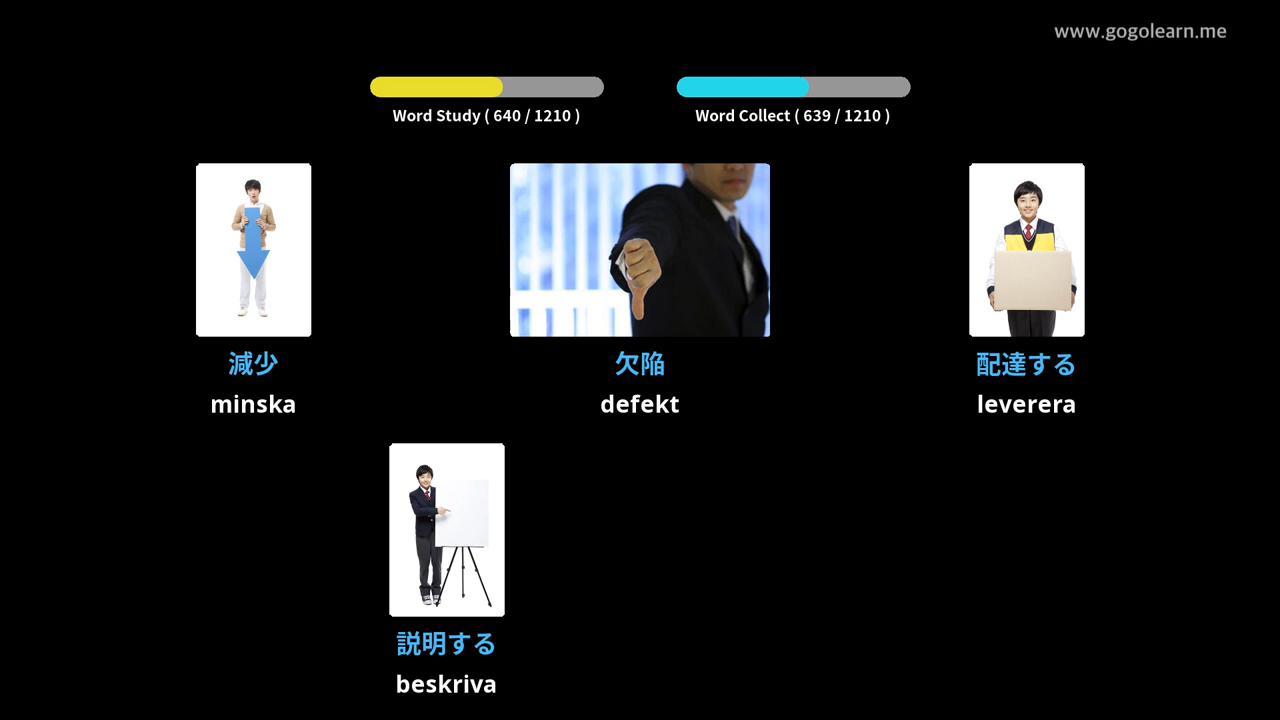 www.gogolearn.me
Word Study ( 640 / 1210 )
Word Collect ( 639 / 1210 )
減少
minska
欠陥
defekt
配達する
leverera
説明する
beskriva